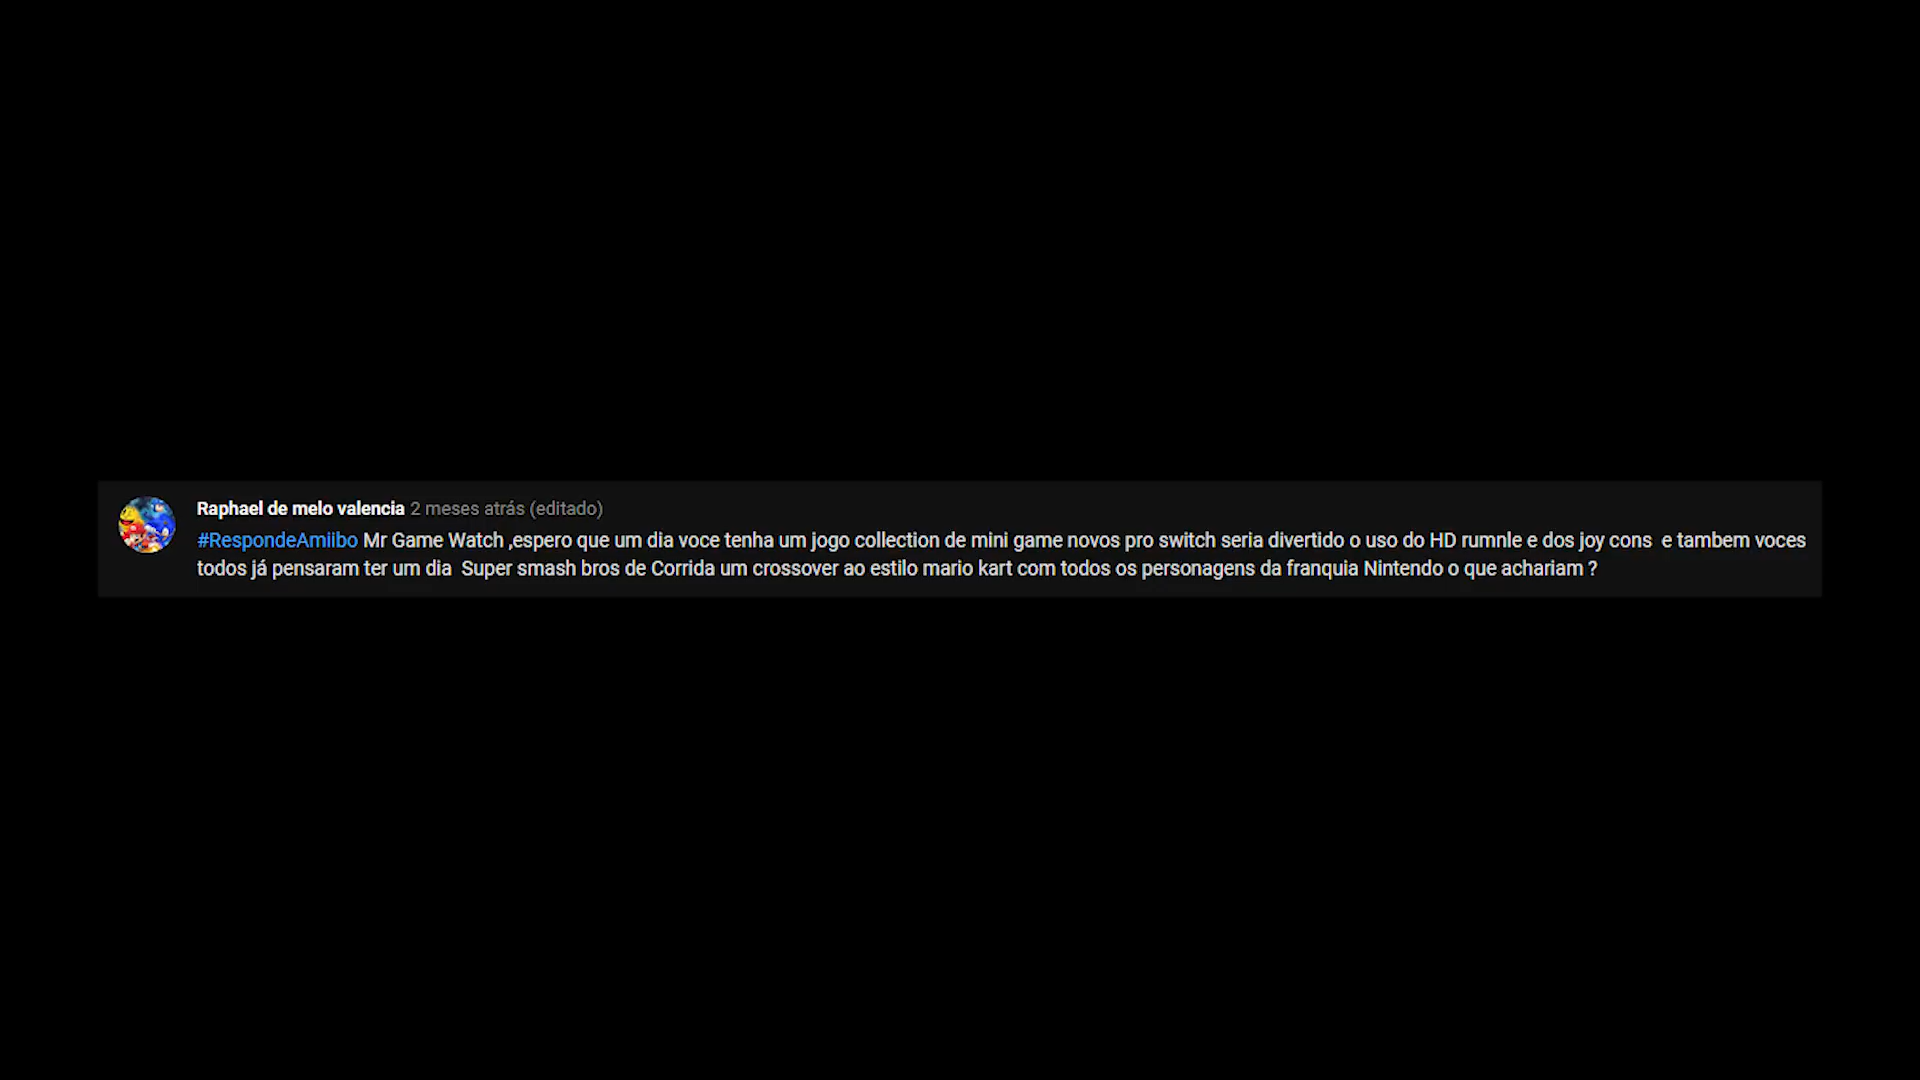 Raphael de melo valencia 2 meses atrás (editado)
#RespondeAmiibo Mr Game Watch ,espero que um dia voce tenha um jogo collection de mini game novos pro switch seria divertido o uso do HD rumnle e dos joy cons  e tambem voces
todos já pensaram ter um dia  Super smash bros de Corrida um crossover ao estilo mario kart com todos os personagens da franquia Nintendo o que achariam ?